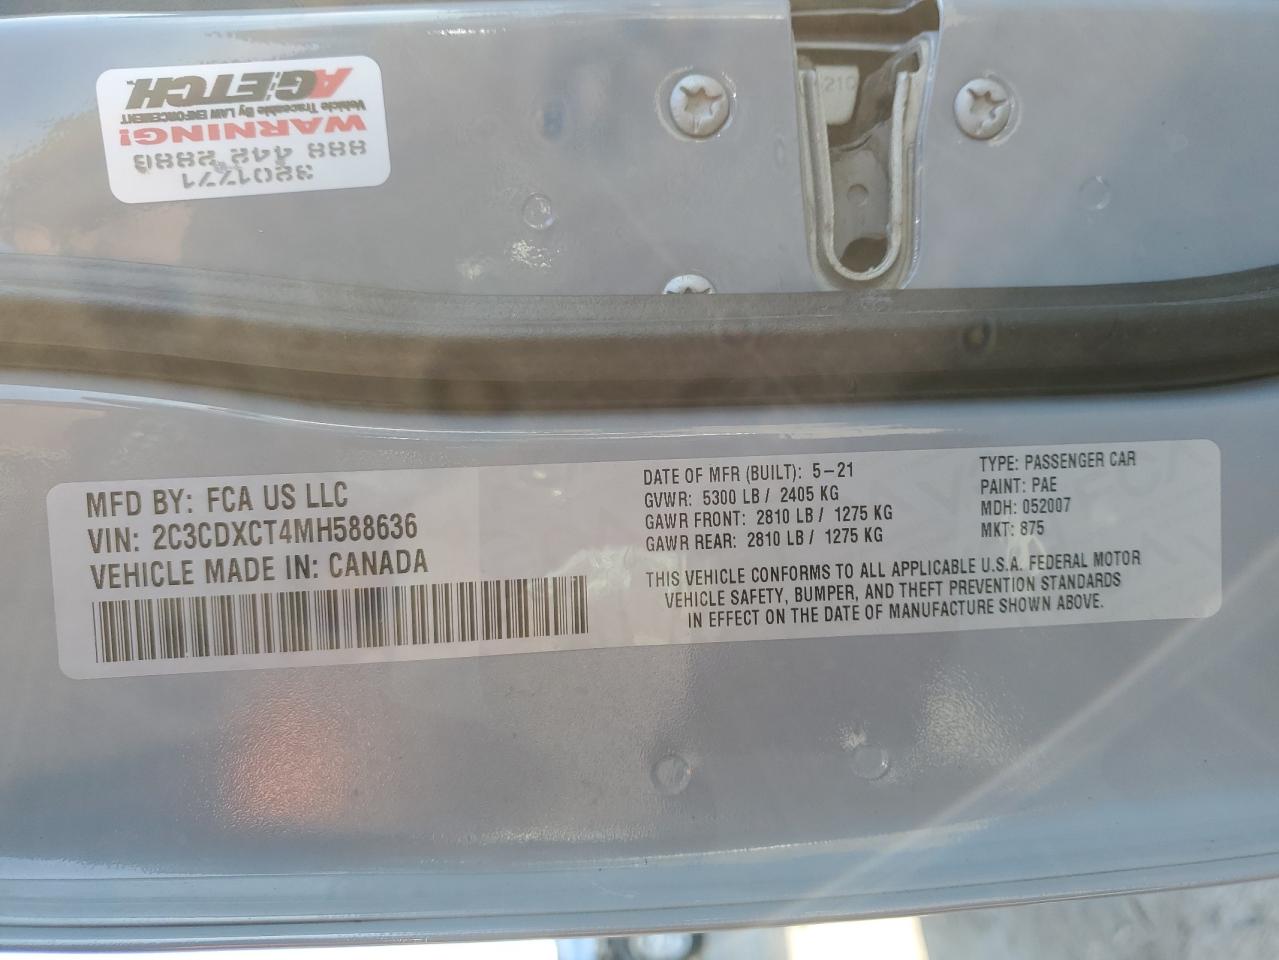 AGETCH
Vehicle Traceable By LAW ENFORCEMENT
WARNING!
888 442 2880
3201771
210
MFD BY: FCA US LLC
VIN: 2C3CDXCT4MH588636
VEHICLE MADE IN: CANADA
DATE OF MFR (BUILT): 5-21
GVWR: 5300 LB / 2405 KG
GAWR FRONT: 2810 LB / 1275 KG
GAWR REAR: 2810 LB / 1275 KG
TYPE: PASSENGER CAR
PAINT: PAE
MDH: 052007
MKT: 875
THIS VEHICLE CONFORMS TO ALL APPLICABLE U.S.A. FEDERAL MOTOR
VEHICLE SAFETY, BUMPER, AND THEFT PREVENTION STANDARDS
IN EFFECT ON THE DATE OF MANUFACTURE SHOWN ABOVE.